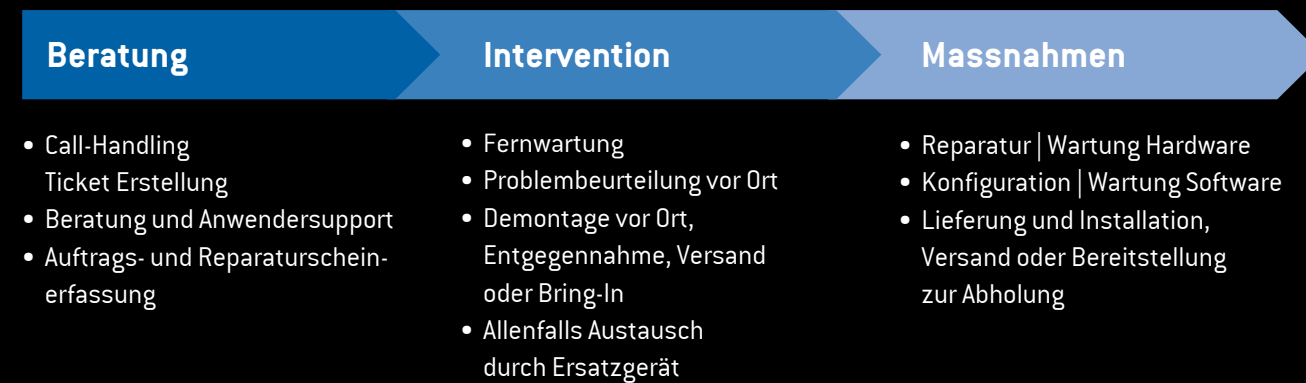 Beratung
• Call-Handling
Ticket Erstellung
• Beratung und Anwendersupport
• Auftrags- und Reparaturschein-
erfassung
Intervention
• Fernwartung
• Problembeurteilung vor Ort
• Demontage vor Ort,
Entgegennahme, Versand
oder Bring-In
• Allenfalls Austausch
durch Ersatzgerät
Massnahmen
• Reparatur | Wartung Hardware
• Konfiguration | Wartung Software
• Lieferung und Installation,
Versand oder Bereitstellung
zur Abholung